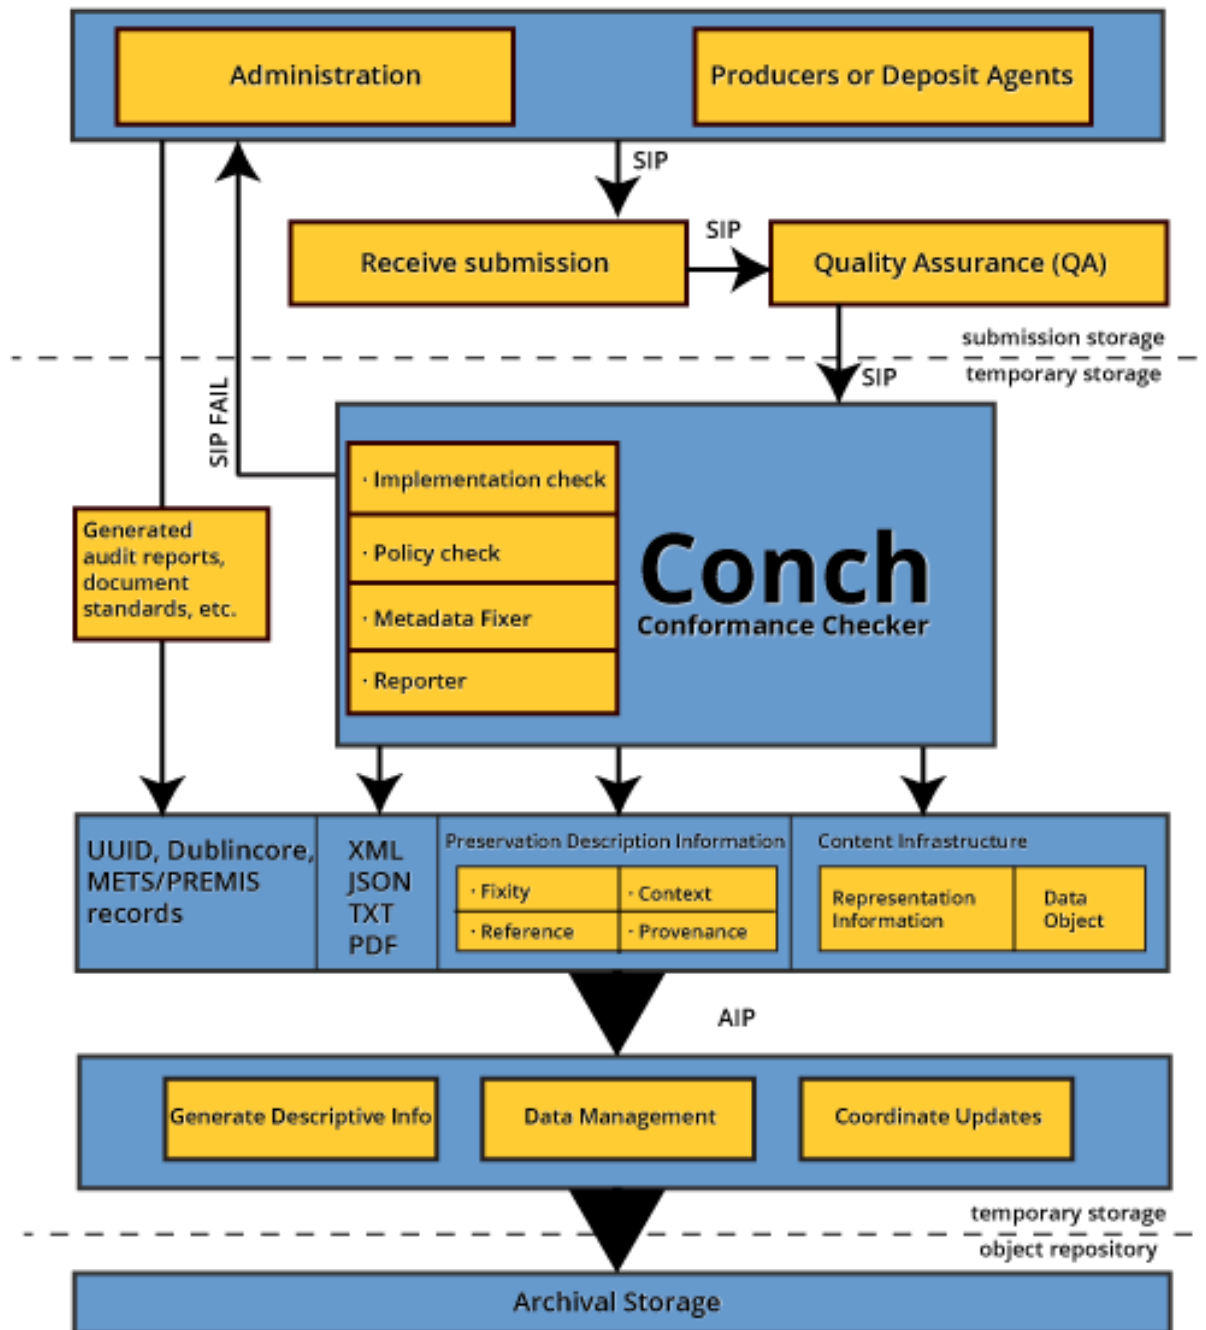 Administration
Producers or Deposit Agents
SIP
Receive submission
SIP
Quality Assurance (QA)
submission storage
SIP
temporary storage
SIP FAIL
· Implementation check
· Policy check
· Metadata Fixer
· Reporter
Conch
Conformance Checker
Generated
audit reports,
document
standards, etc.
UUID, Dublincore,
METS/PREMIS
records
XML
JSON
TXT
PDF
Preservation Description Information
· Fixity
· Context
· Reference
· Provenance
Content Infrastructure
Representation
Information
Data
Object
AIP
Generate Descriptive Info
Data Management
Coordinate Updates
temporary storage
object repository
Archival Storage